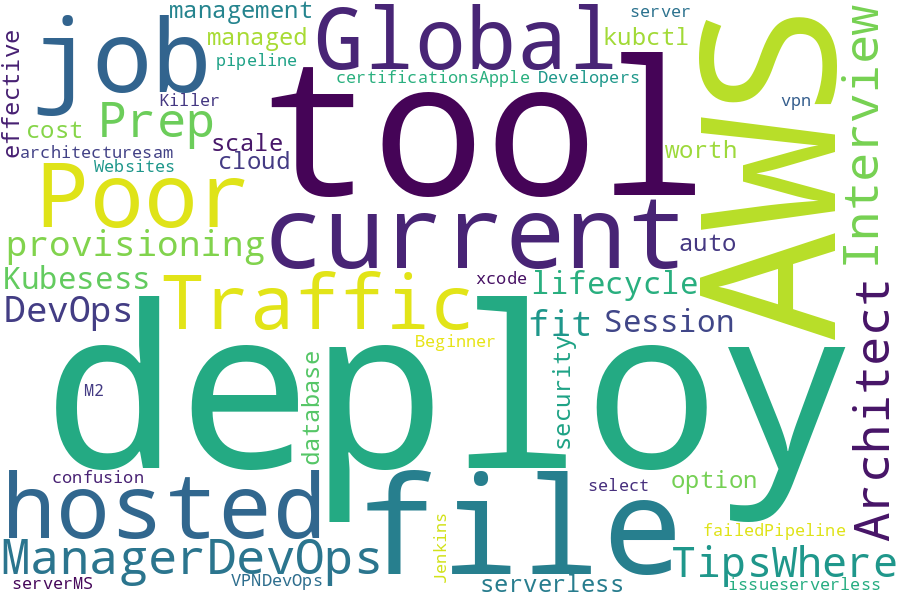 management
server
effective
job
Global
managed
kubctl
pipeline
certificationsApple
Developers
AWS
Interview
Killer
vpn
tool
Prep
cost
scale
worth
architecturesam
cloud
Websites
Poor
current
provisioning
auto
Kubesess
Traffic
xcode
lifecycle
DevOps
fit
Session
Architect
Beginner
deploy
security
database
M2
confusion
hosted
file
select
option
Jenkins
failedPipeline
ManagerDevOps
TipsWhere
serverMS
VPNDevOps
serverless
issueserverless